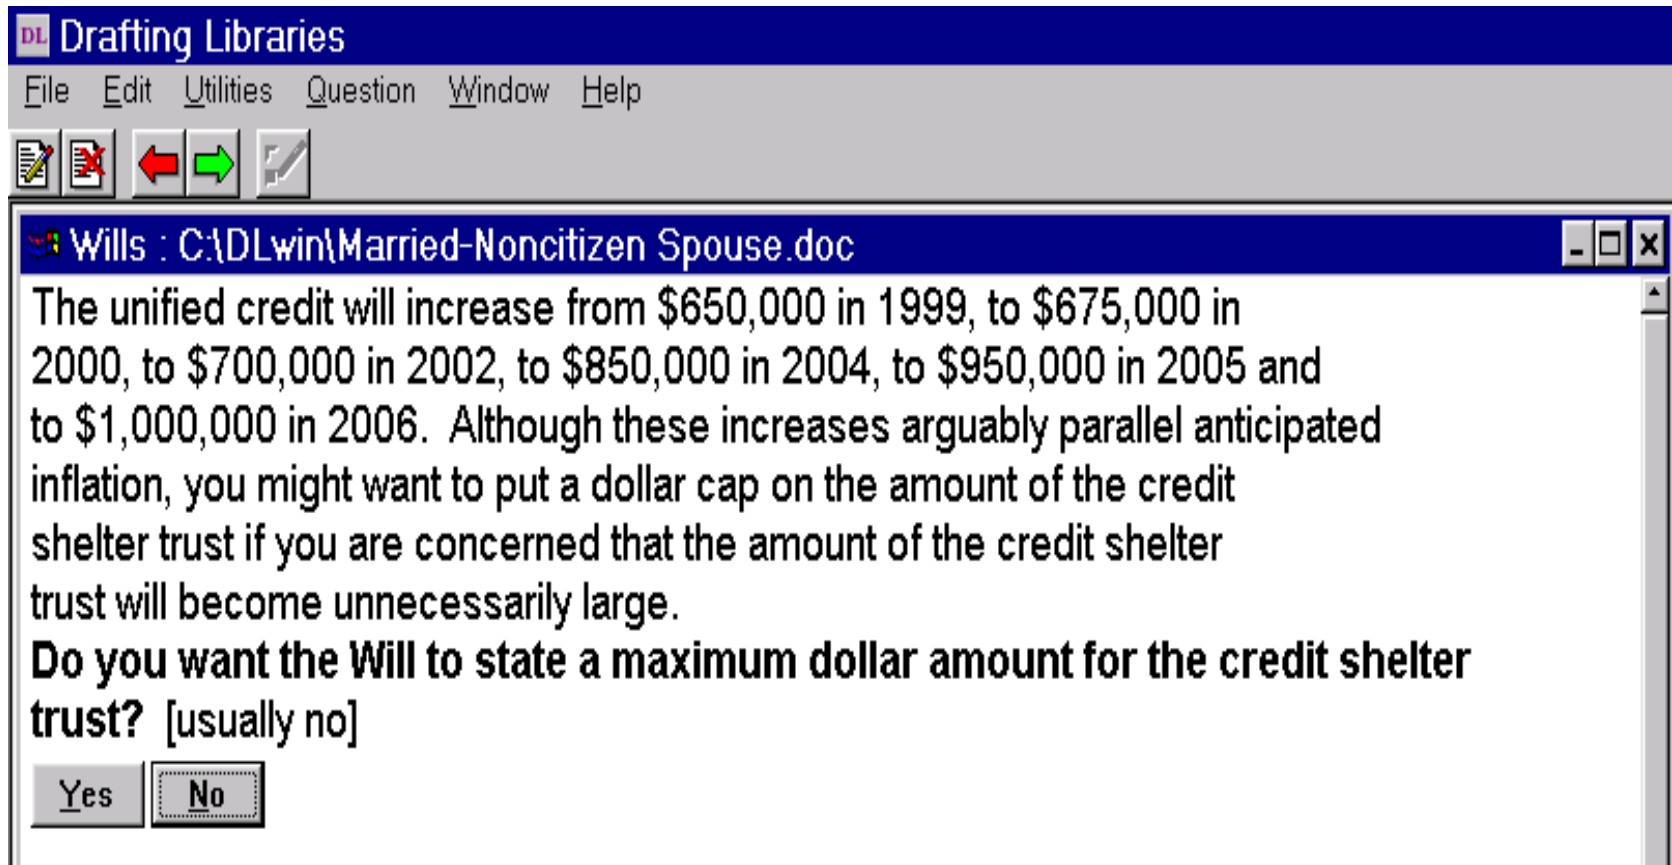 DL Drafting Libraries
File Edit Utilities Question Window Help
Wills : C:\DLwin\Married-Noncitizen Spouse.doc
The unified credit will increase from $650,000 in 1999, to $675,000 in
2000, to $700,000 in 2002, to $850,000 in 2004, to $950,000 in 2005 and
to $1,000,000 in 2006.  Although these increases arguably parallel anticipated
inflation, you might want to put a dollar cap on the amount of the credit
shelter trust if you are concerned that the amount of the credit shelter
trust will become unnecessarily large.
Do you want the Will to state a maximum dollar amount for the credit shelter
trust?  [usually no]
Yes No